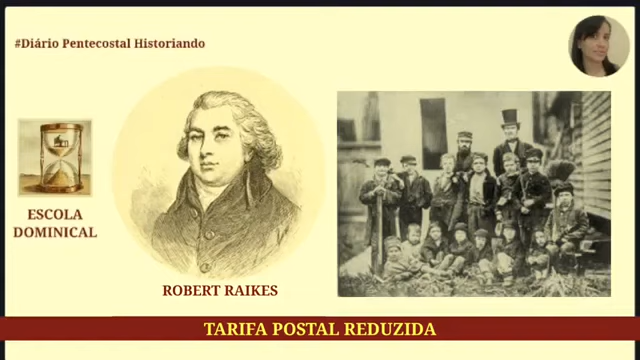 #Diário Pentecostal Historiando
ESCOLA
DOMINICAL
ROBERT RAIKES
TARIFA POSTAL REDUZIDA